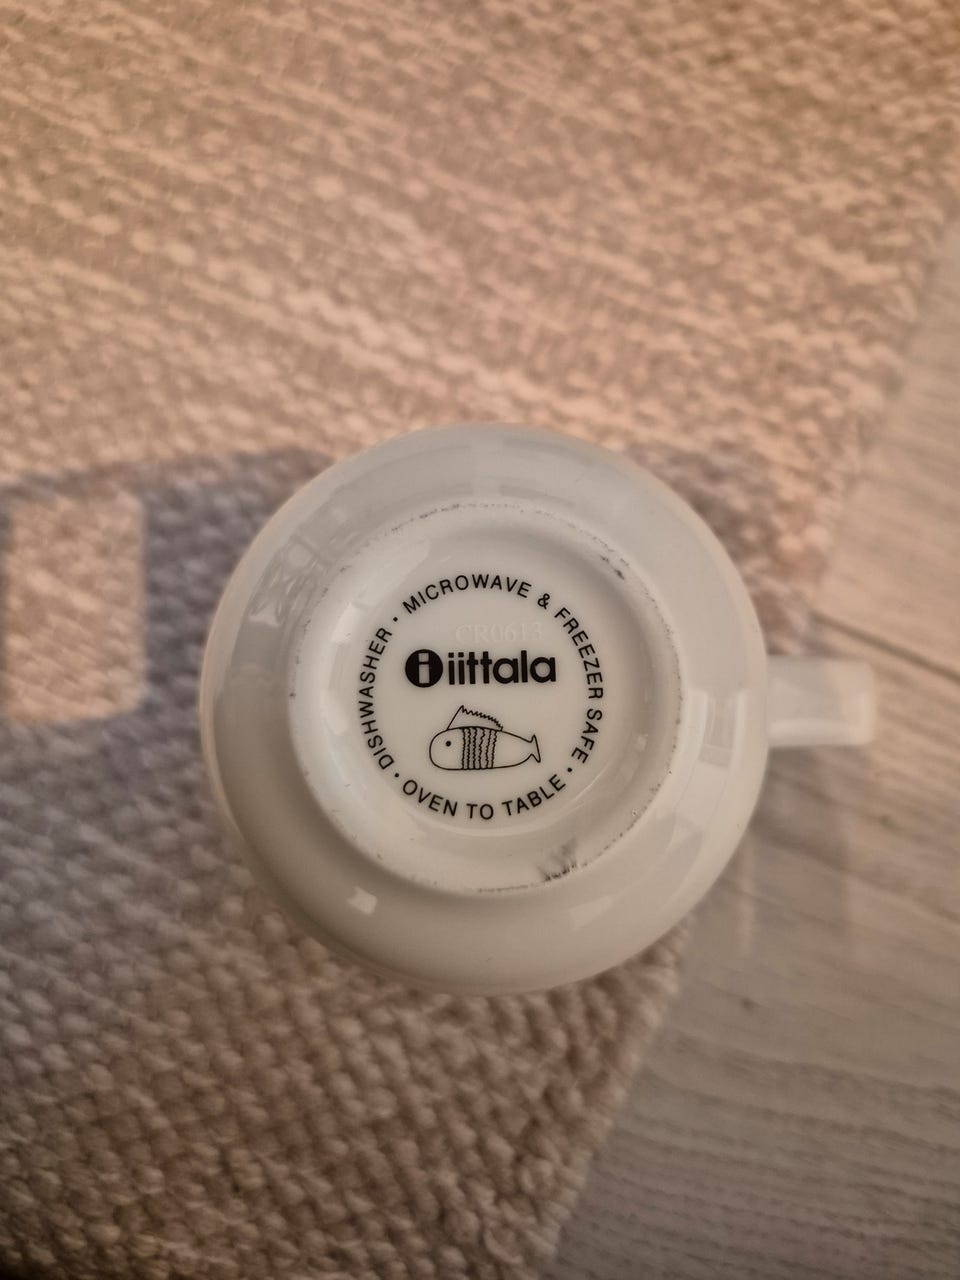 DISHWASHER • MICROWAVE & FREEZER SAFE • OVEN TO TABLE •
CR0613
i iittala